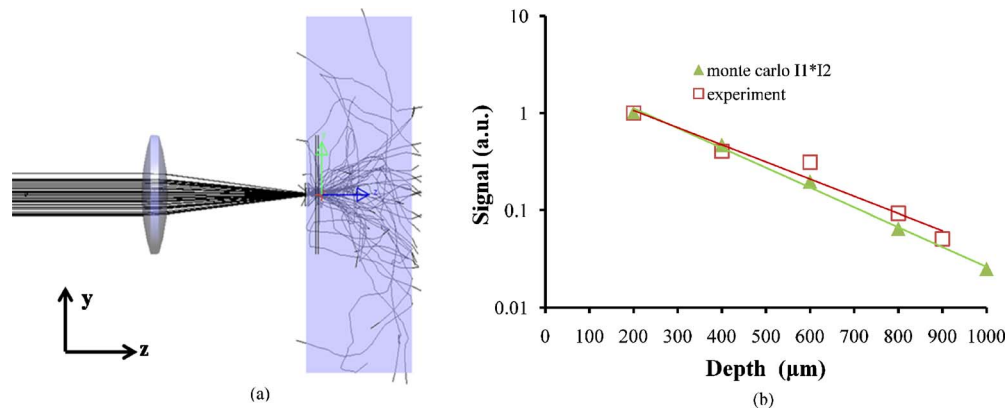 y
z
(a)
10
1
0.1
0.01
Signal (a.u.)
monte carlo I1*I2
experiment
0 100 200 300 400 500 600 700 800 900 1000
Depth (µm)
(b)